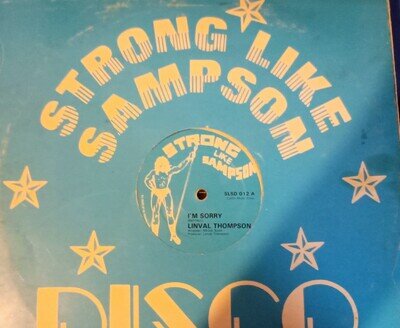 STRONG LIKE
SAMPSON
STRONG
LIKE
SAMPSON
SLSD 012 A
I'M SORRY
LINVAL THOMPSON
DISCO